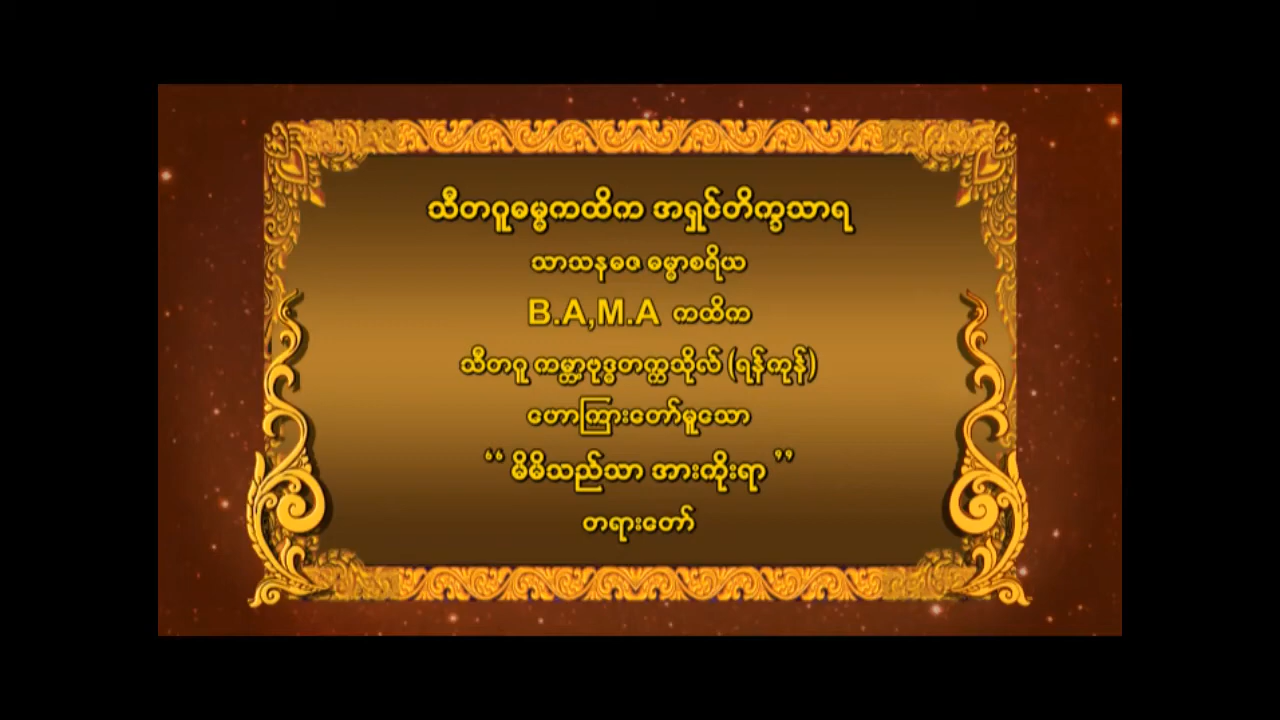 သီတဂူဓမ္မကထိက အရှင်တိက္ခသာရ
သာသနဓဇ ဓမ္မာစရိယ
B.A,M.A ကထိက
သီတဂူ ကမ္ဘာ့ဗုဒ္ဓတက္ကသိုလ် (ရန်ကုန်)
ဟောကြားတော်မူသော
“ မိမိသည်သာ အားကိုးရာ ”
တရားတော်